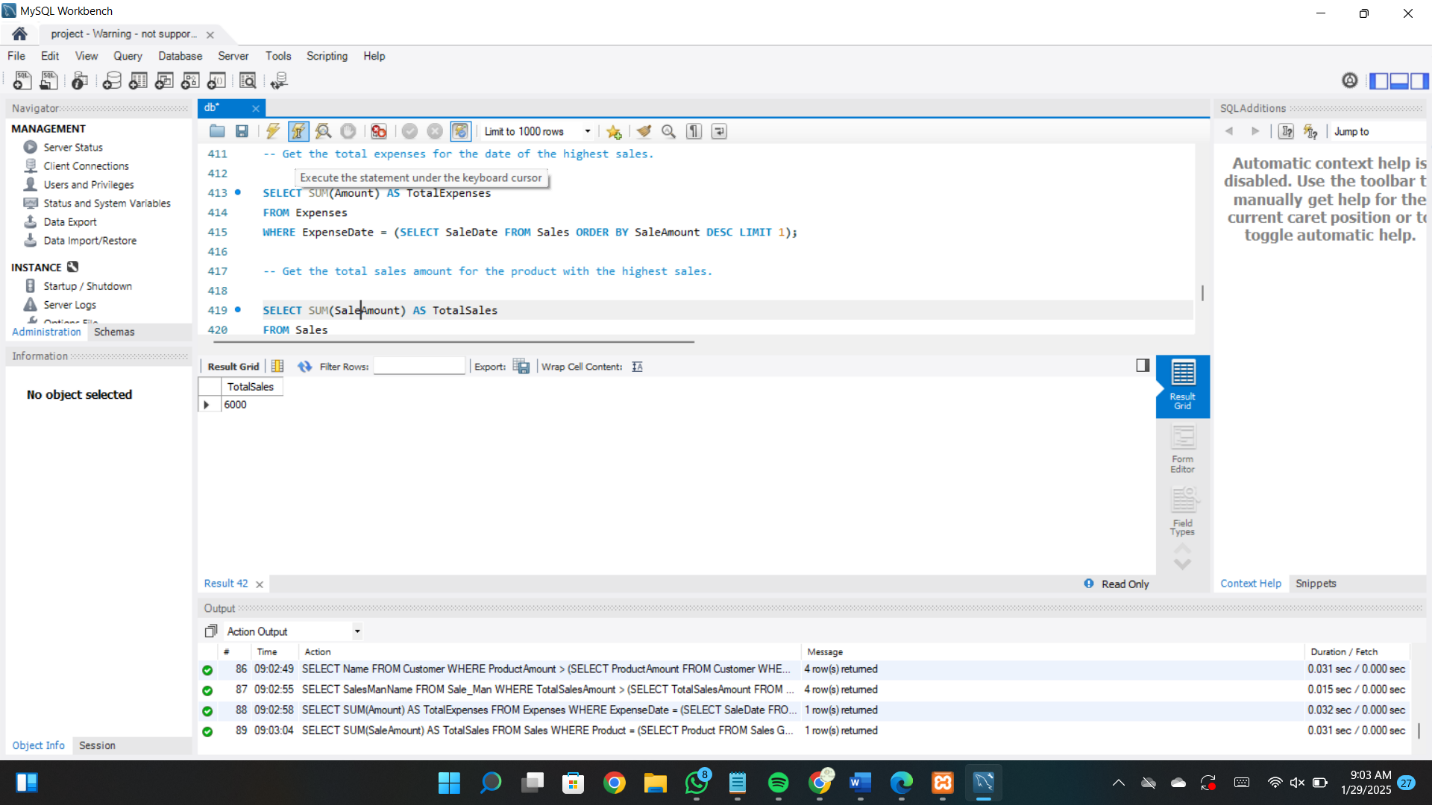 MySQL Workbench
project - Warning - not suppor...
File Edit View Query Database Server Tools Scripting Help
Navigator
MANAGEMENT
Server Status
Client Connections
Users and Privileges
Status and System Variables
Data Export
Data Import/Restore
INSTANCE
Startup / Shutdown
Server Logs
Options File
Administration Schemas
Information
No object selected
Object Info Session
db*
Limit to 1000 rows
411 -- Get the total expenses for the date of the highest sales.
412
Execute the statement under the keyboard cursor
413 SELECT SUM(Amount) AS TotalExpenses
414 FROM Expenses
415 WHERE ExpenseDate = (SELECT SaleDate FROM Sales ORDER BY SaleAmount DESC LIMIT 1);
416
417 -- Get the total sales amount for the product with the highest sales.
418
419 SELECT SUM(SaleAmount) AS TotalSales
420 FROM Sales
Result Grid Filter Rows: Export: Wrap Cell Content:
TotalSales
6000
Result Grid
Form Editor
Field Types
Result 42 Read Only
SQLAdditions
Jump to
Automatic context help is
disabled. Use the toolbar t
manually get help for the
current caret position or to
toggle automatic help.
Context Help Snippets
Output
Action Output
# Time Action Message Duration / Fetch
86 09:02:49 SELECT Name FROM Customer WHERE ProductAmount > (SELECT ProductAmount FROM Customer WHE... 4 row(s) returned 0.031 sec / 0.000 sec
87 09:02:55 SELECT SalesManName FROM Sale_Man WHERE TotalSalesAmount > (SELECT TotalSalesAmount FROM ... 4 row(s) returned 0.015 sec / 0.000 sec
88 09:02:58 SELECT SUM(Amount) AS TotalExpenses FROM Expenses WHERE ExpenseDate = (SELECT SaleDate FRO... 1 row(s) returned 0.032 sec / 0.000 sec
89 09:03:04 SELECT SUM(SaleAmount) AS TotalSales FROM Sales WHERE Product = (SELECT Product FROM Sales G... 1 row(s) returned 0.031 sec / 0.000 sec
8
9:03 AM
1/29/2025
27